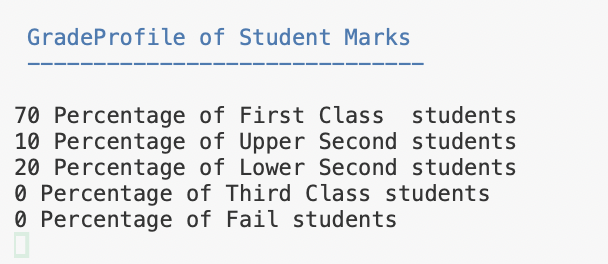 GradeProfile of Student Marks
------------------------------
70 Percentage of First Class  students
10 Percentage of Upper Second students
20 Percentage of Lower Second students
0 Percentage of Third Class students
0 Percentage of Fail students